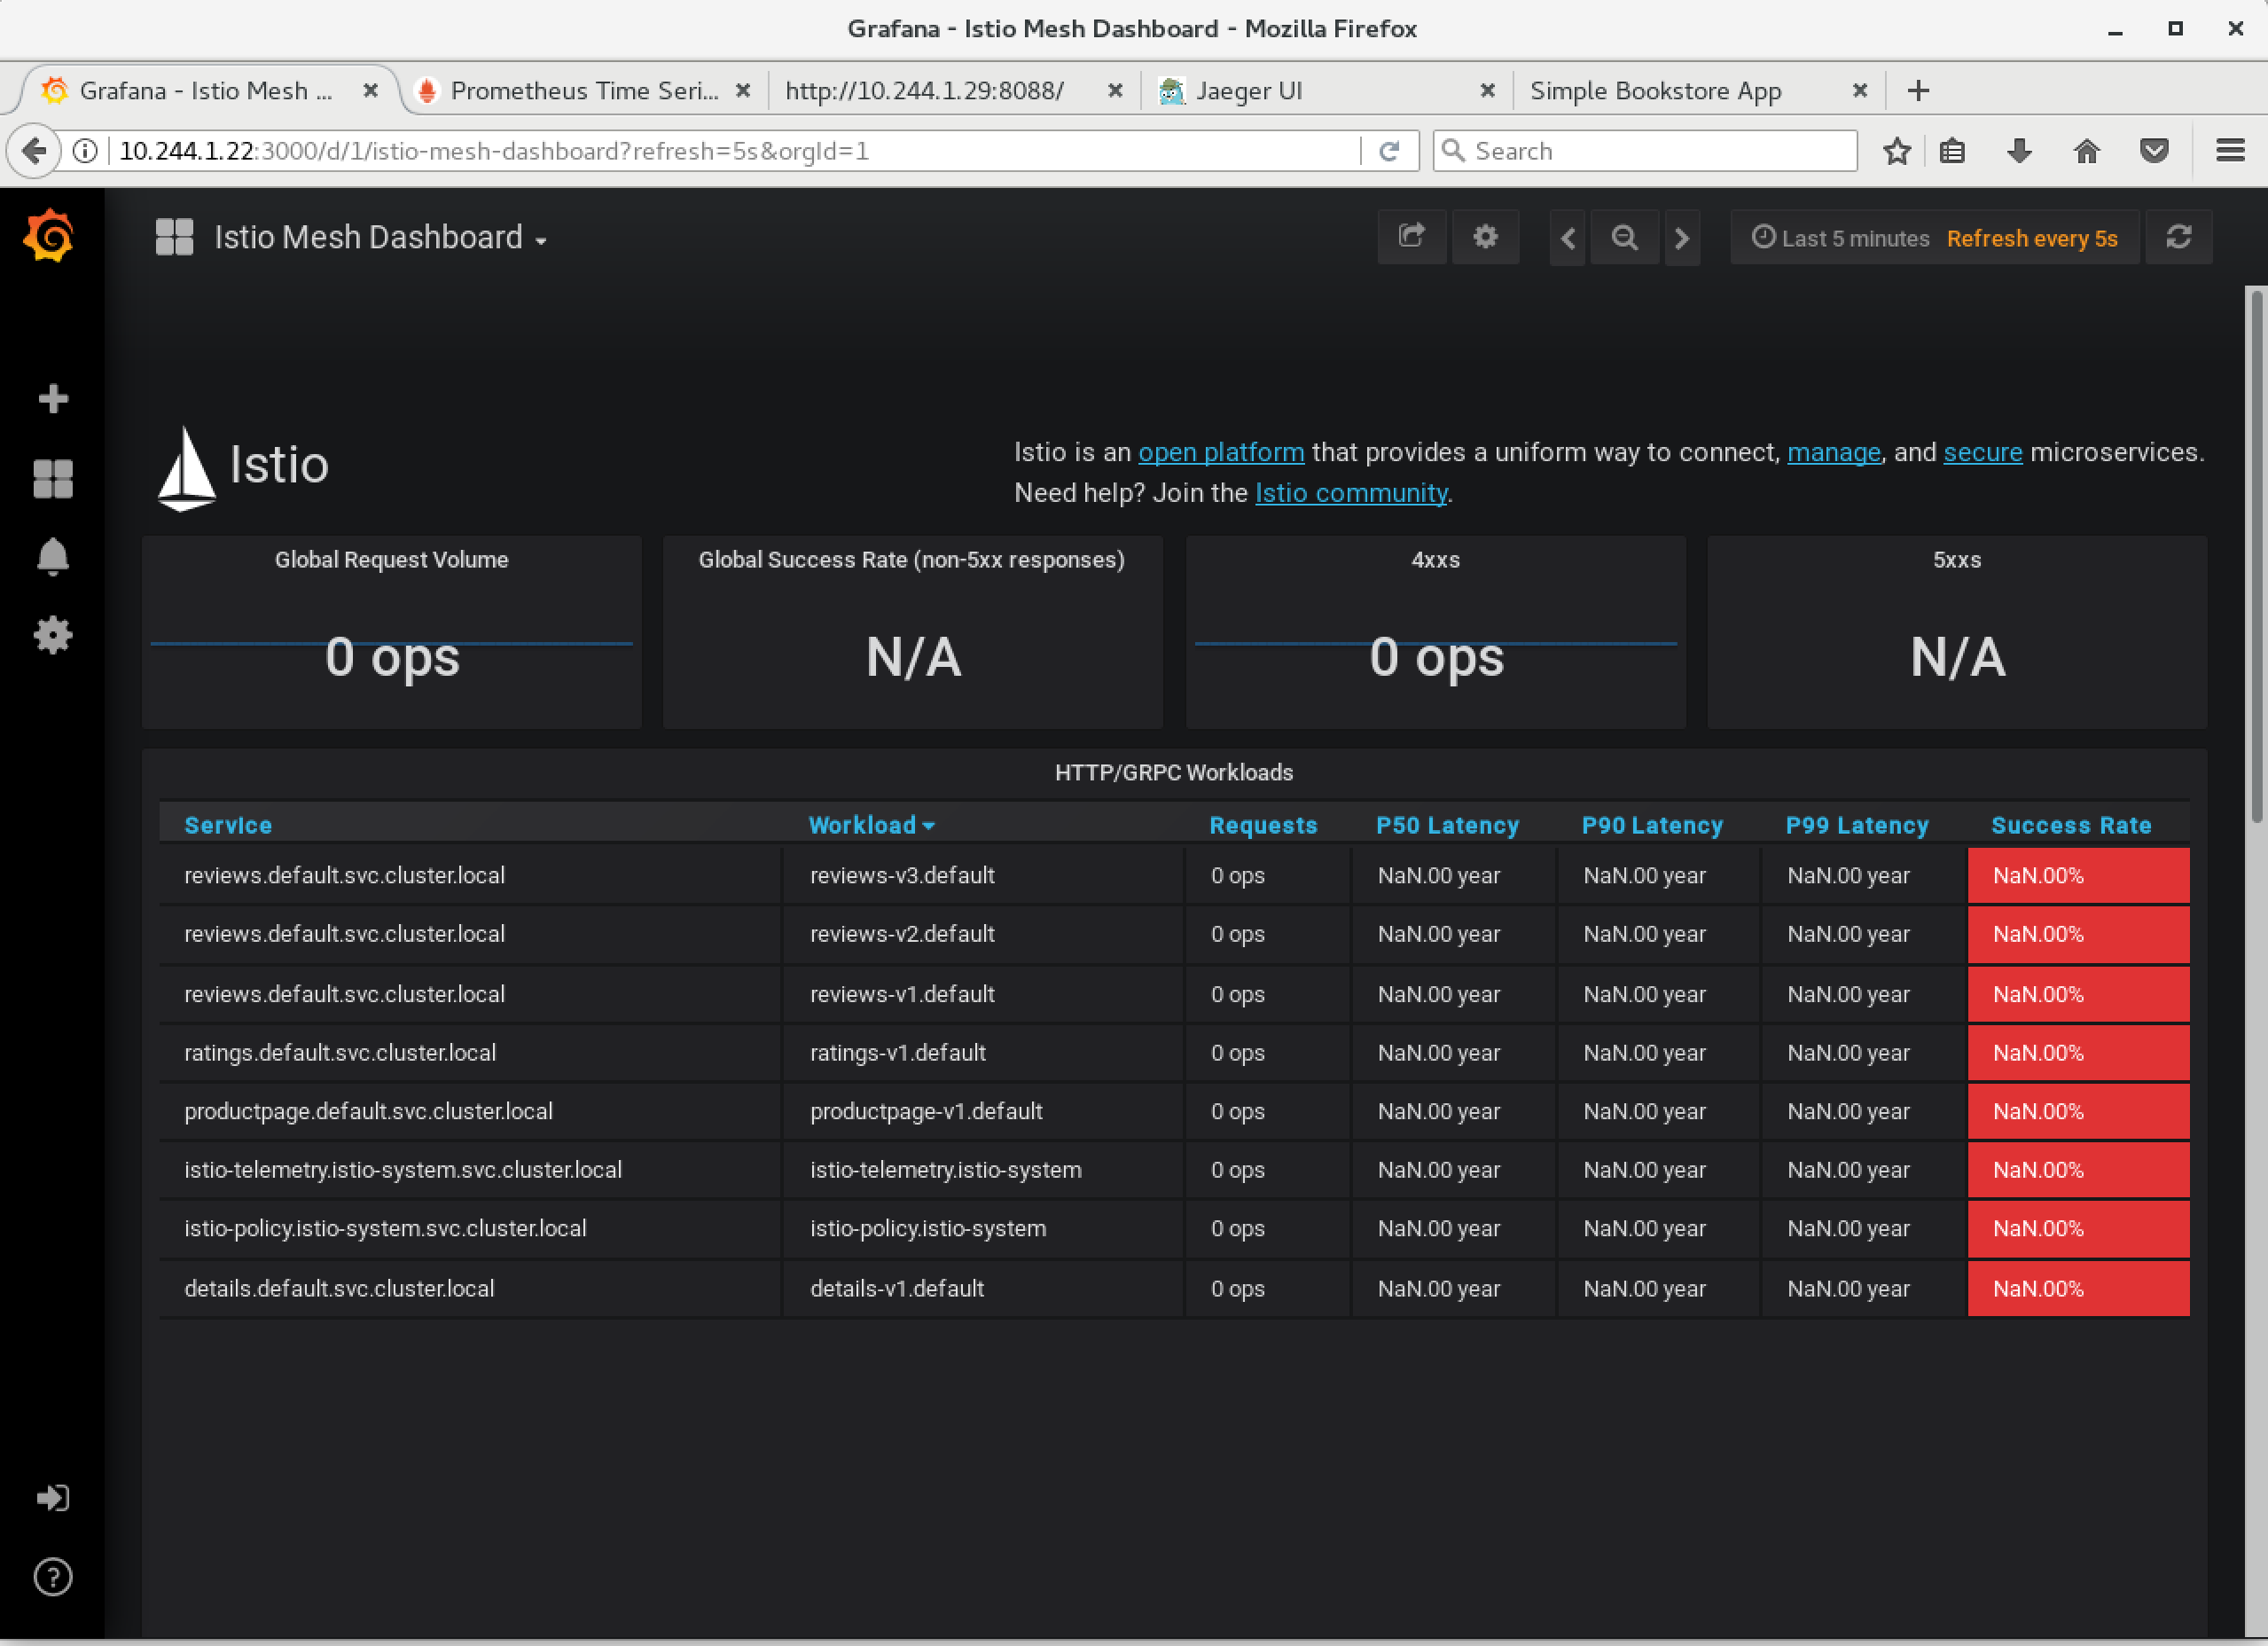 Grafana - Istio Mesh Dashboard - Mozilla Firefox
Grafana - Istio Mesh ...
Prometheus Time Seri...
http://10.244.1.29:8088/
Jaeger UI
Simple Bookstore App
10.244.1.22:3000/d/1/istio-mesh-dashboard?refresh=5s&orgId=1
Search
Istio Mesh Dashboard
Last 5 minutes Refresh every 5s
Istio
Istio is an open platform that provides a uniform way to connect, manage, and secure microservices.
Need help? Join the Istio community.
Global Request Volume
0 ops
Global Success Rate (non-5xx responses)
N/A
4xxs
0 ops
5xxs
N/A
HTTP/GRPC Workloads
Service Workload Requests P50 Latency P90 Latency P99 Latency Success Rate
reviews.default.svc.cluster.local reviews-v3.default 0 ops NaN.00 year NaN.00 year NaN.00 year NaN.00%
reviews.default.svc.cluster.local reviews-v2.default 0 ops NaN.00 year NaN.00 year NaN.00 year NaN.00%
reviews.default.svc.cluster.local reviews-v1.default 0 ops NaN.00 year NaN.00 year NaN.00 year NaN.00%
ratings.default.svc.cluster.local ratings-v1.default 0 ops NaN.00 year NaN.00 year NaN.00 year NaN.00%
productpage.default.svc.cluster.local productpage-v1.default 0 ops NaN.00 year NaN.00 year NaN.00 year NaN.00%
istio-telemetry.istio-system.svc.cluster.local istio-telemetry.istio-system 0 ops NaN.00 year NaN.00 year NaN.00 year NaN.00%
istio-policy.istio-system.svc.cluster.local istio-policy.istio-system 0 ops NaN.00 year NaN.00 year NaN.00 year NaN.00%
details.default.svc.cluster.local details-v1.default 0 ops NaN.00 year NaN.00 year NaN.00 year NaN.00%